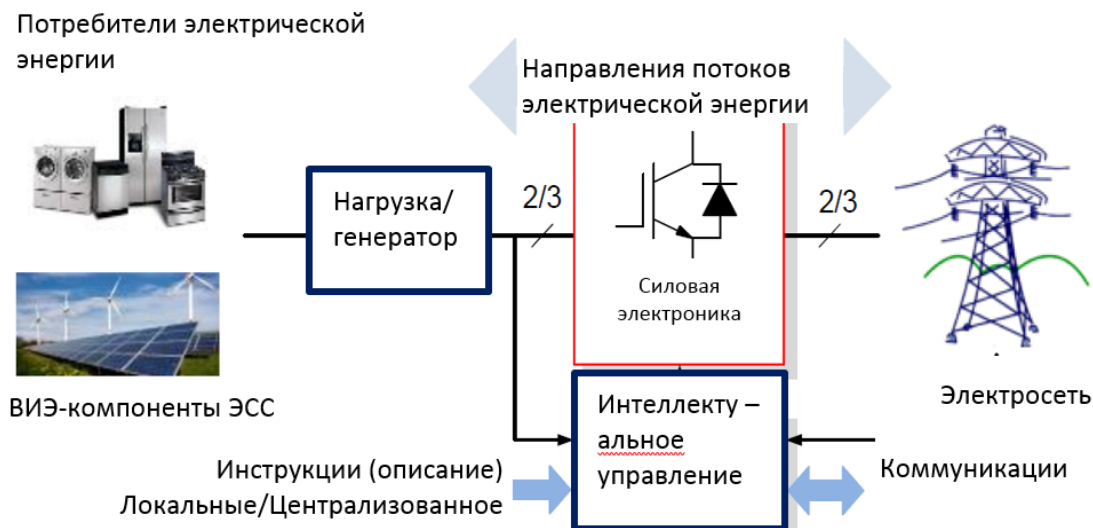 Потребители электрической
энергии
Направления потоков
электрической энергии
Нагрузка/
генератор
2/3
2/3
Силовая
электроника
ВИЭ-компоненты ЭСС
Электросеть
Интеллекту –
альное
управление
Инструкции (описание)
Локальные/Централизованное
Коммуникации